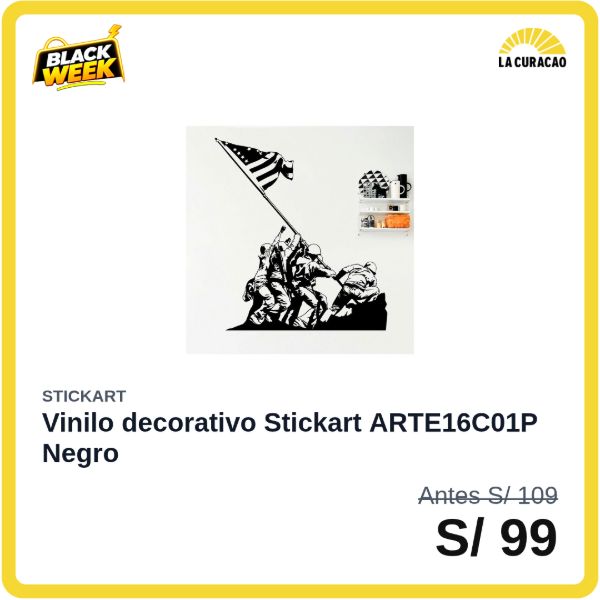 BLACK
WEEK
LA CURACAO
STICKART
Vinilo decorativo Stickart ARTE16C01P
Negro
Antes S/ 109
S/ 99